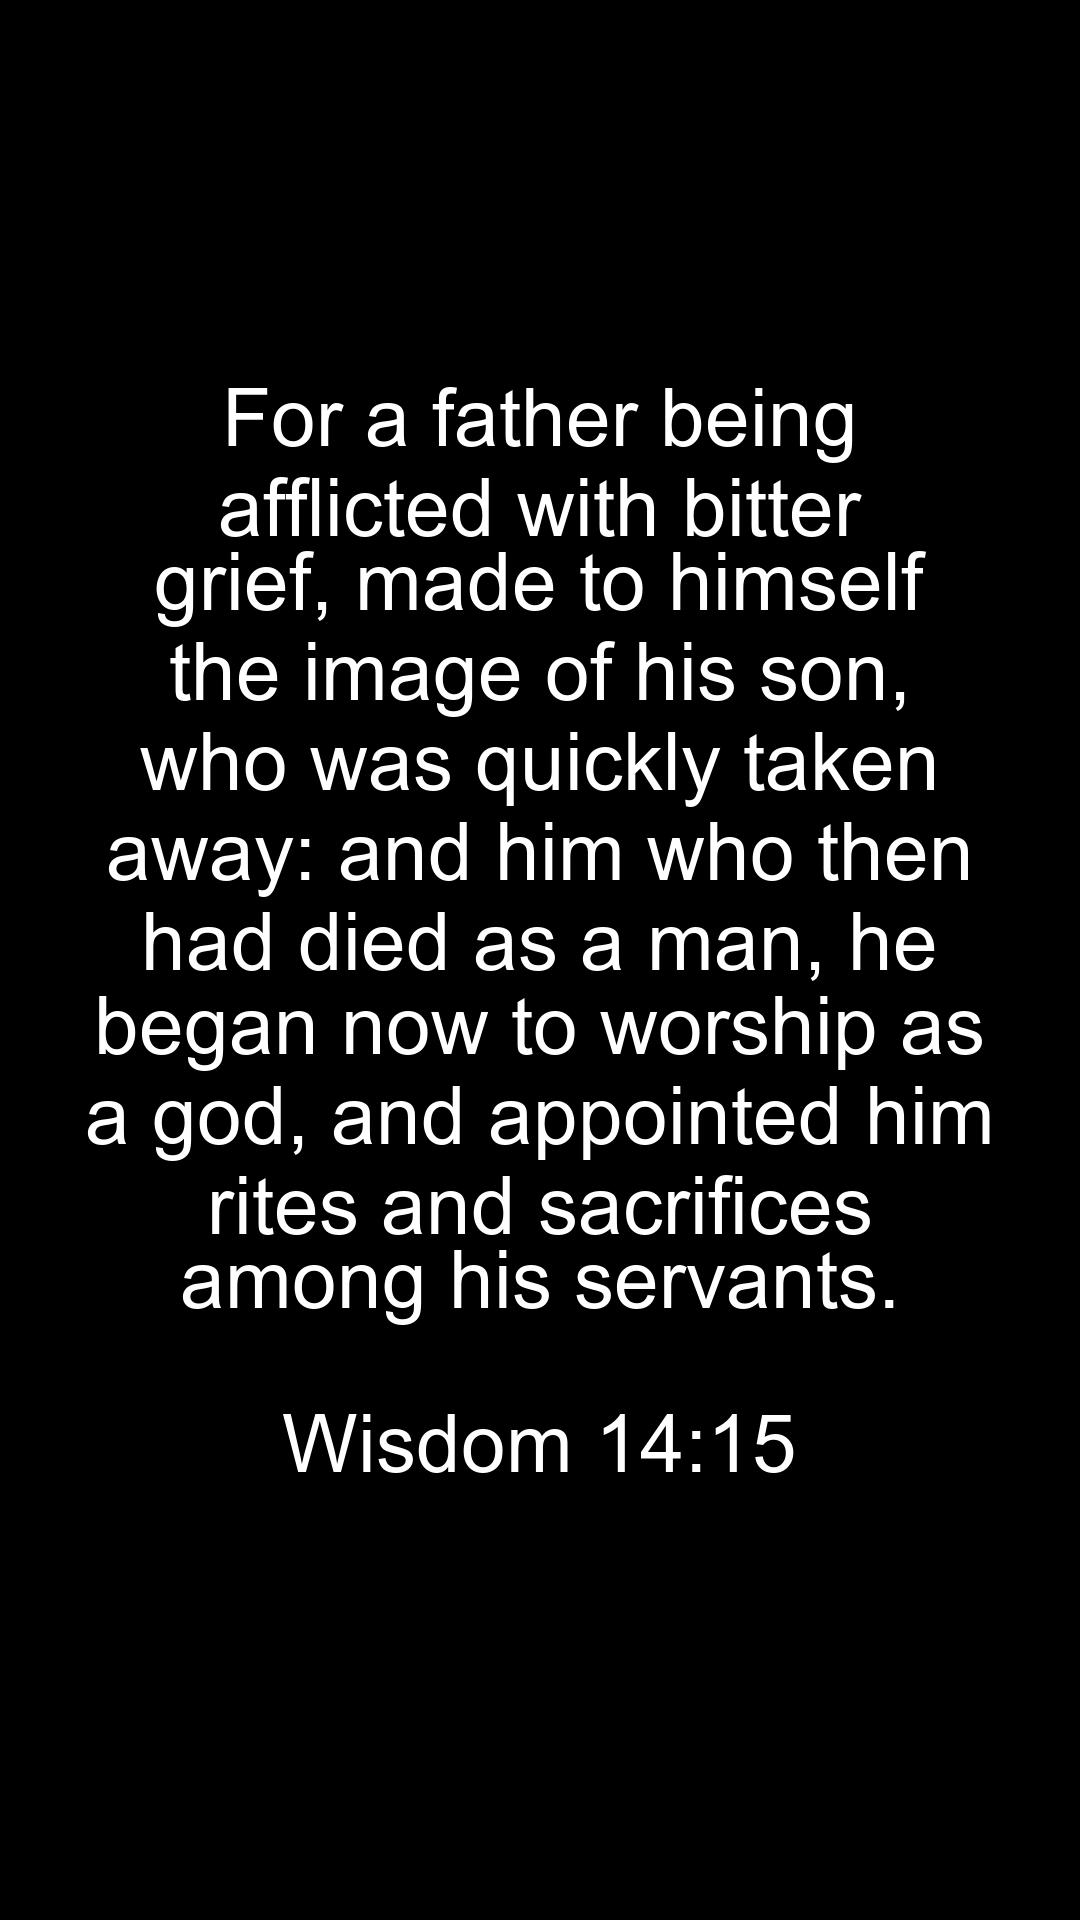 For a father being
afflicted with bitter
grief, made to himself
the image of his son,
who was quickly taken
away: and him who then
had died as a man, he
began now to worship as
a god, and appointed him
rites and sacrifices
among his servants.
Wisdom 14:15